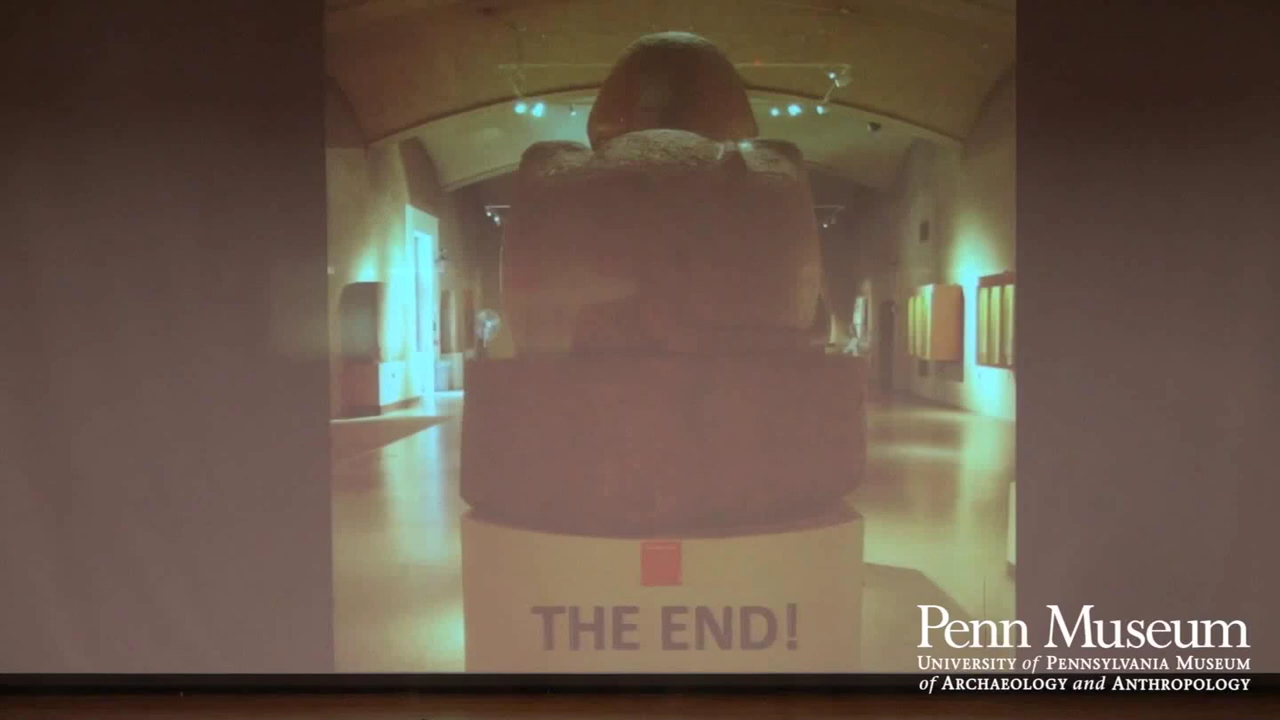 THE END!
Penn Museum
UNIVERSITY of PENNSYLVANIA MUSEUM
of ARCHAEOLOGY and ANTHROPOLOGY